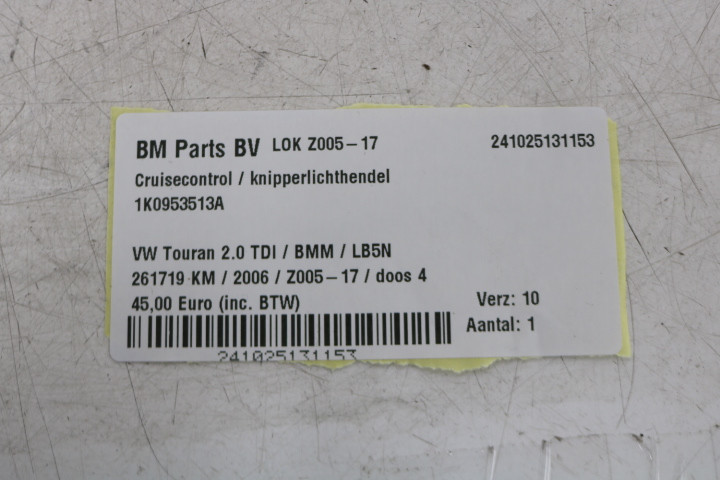 BM Parts BV LOK Z005-17 241025131153
Cruisecontrol / knipperlichthendel
1K0953513A
VW Touran 2.0 TDI / BMM / LB5N
261719 KM / 2006 / Z005-17 / doos 4
45,00 Euro (inc. BTW) Verz: 10
Aantal: 1
241025131153